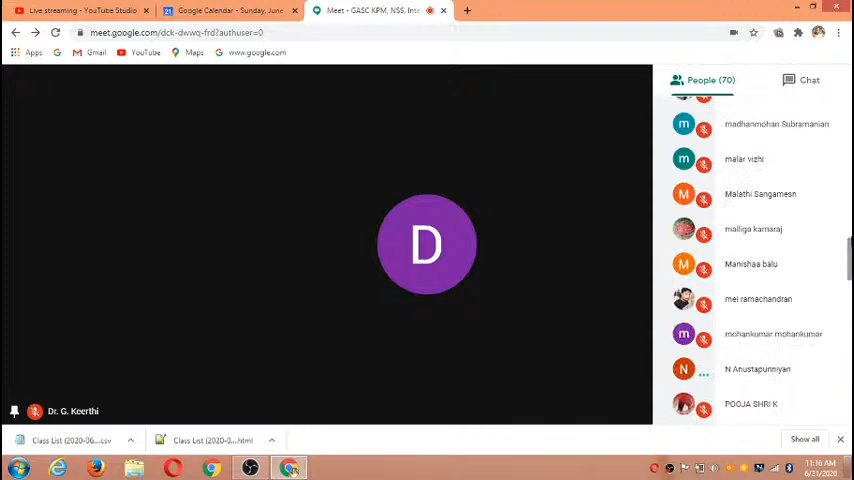 Live streaming - YouTube Studio
Google Calendar - Sunday, June
Meet - GASC KPM, NSS, Int
meet.google.com/dck-dwwq-frd?authuser=0
Apps
Gmail
YouTube
Maps
www.google.com
People (70)
Chat
m madhanmohan Subramanian
m malar vizhi
M Malathi Sangamesn
malliga kamaraj
M Manishaa balu
mei ramachandran
m mohankumar mohankumar
N N Anustapunniyan
POOJA SHRI K
D
Dr. G. Keerthi
Class List (2020-06....csv
Class List (2020-0....html
Show all
11:16 AM
6/21/2020